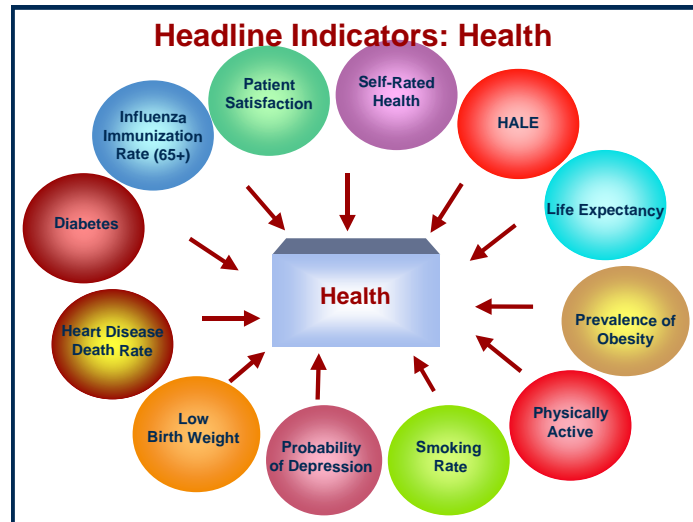 Headline Indicators: Health
Patient
Satisfaction
Self-Rated
Health
HALE
Life Expectancy
Prevalence of
Obesity
Physically
Active
Smoking
Rate
Probability
of Depression
Low
Birth Weight
Heart Disease
Death Rate
Diabetes
Influenza
Immunization
Rate (65+)
Health